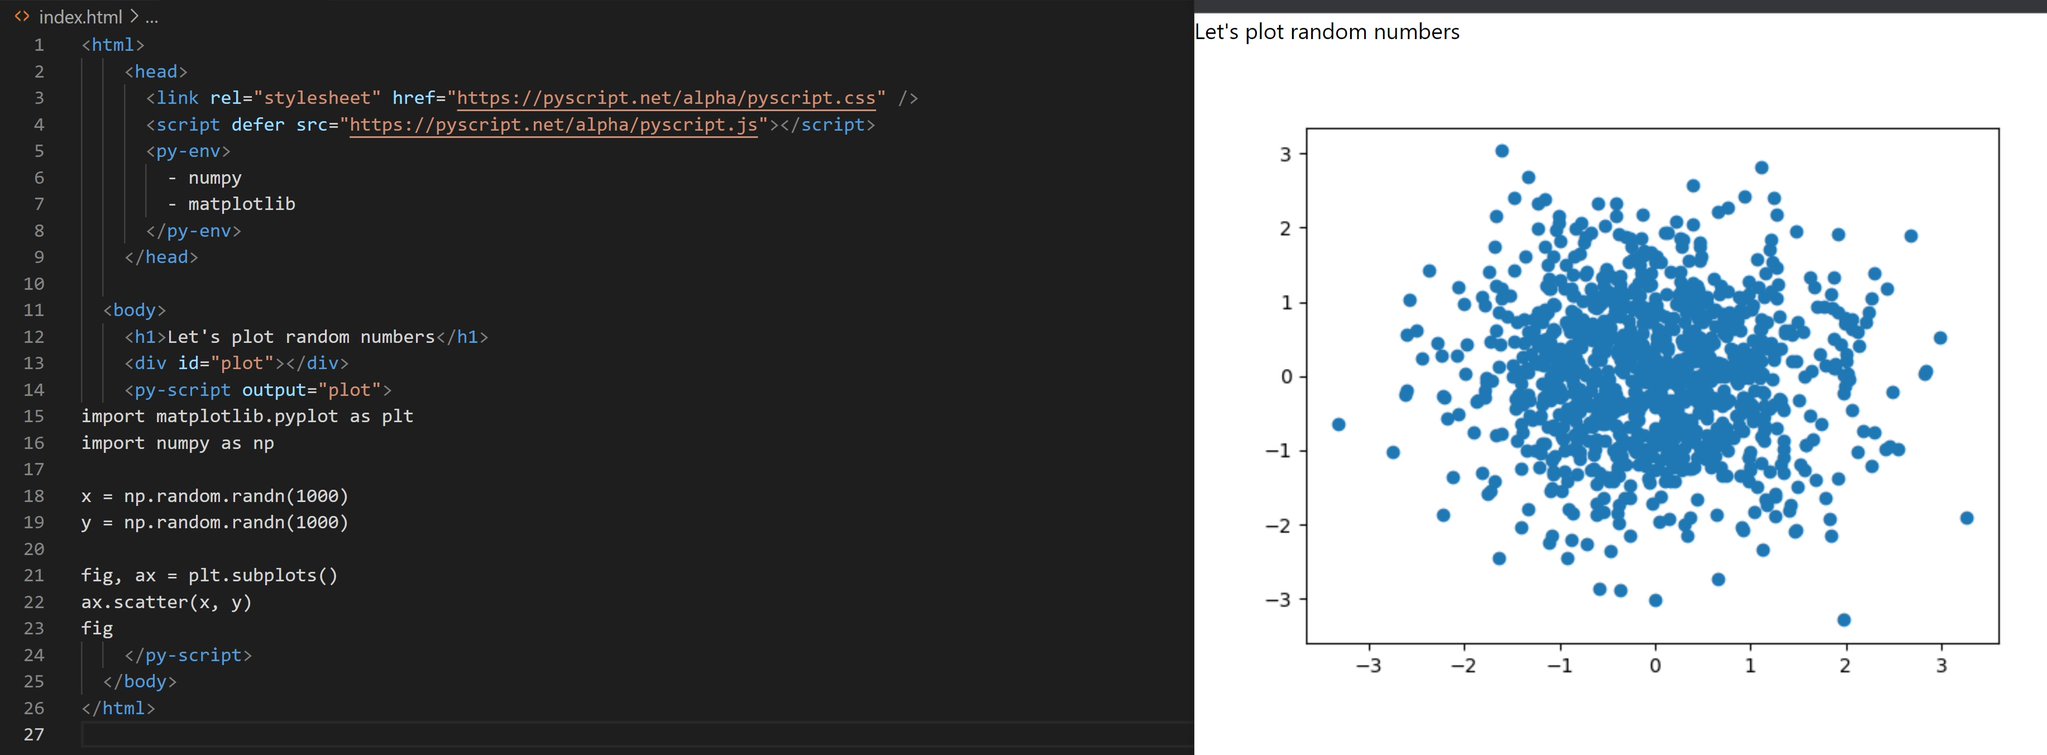 <> index.html > ...
1 <html>
2 <head>
3 <link rel="stylesheet" href="https://pyscript.net/alpha/pyscript.css" />
4 <script defer src="https://pyscript.net/alpha/pyscript.js"></script>
5 <py-env>
6 - numpy
7 - matplotlib
8 </py-env>
9 </head>
10
11 <body>
12 <h1>Let's plot random numbers</h1>
13 <div id="plot"></div>
14 <py-script output="plot">
15 import matplotlib.pyplot as plt
16 import numpy as np
17
18 x = np.random.randn(1000)
19 y = np.random.randn(1000)
20
21 fig, ax = plt.subplots()
22 ax.scatter(x, y)
23 fig
24 </py-script>
25 </body>
26 </html>
27
Let's plot random numbers
3
2
1
0
−1
−2
−3
−3 −2 −1 0 1 2 3